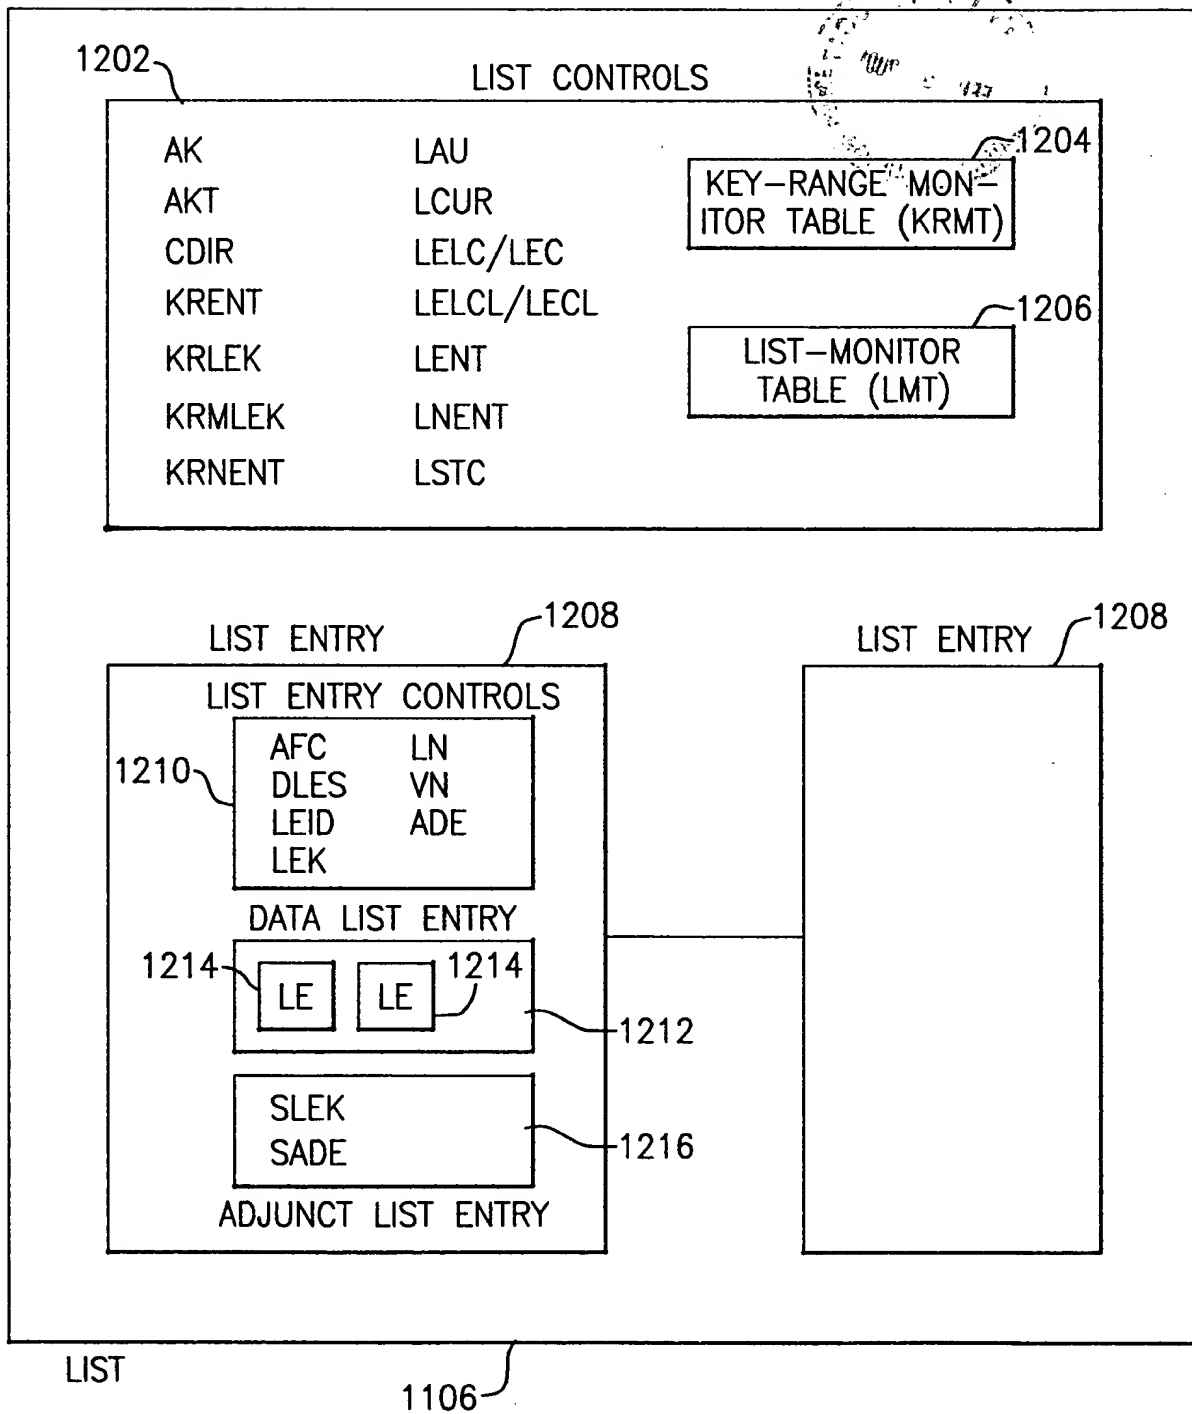 1202
LIST CONTROLS
AK LAU
AKT LCUR
CDIR LELC/LEC
KRENT LELCL/LECL
KRLEK LENT
KRMLEK LNENT
KRNENT LSTC
1204
KEY-RANGE MON-
ITOR TABLE (KRMT)
1206
LIST-MONITOR
TABLE (LMT)
LIST ENTRY
1208
LIST ENTRY CONTROLS
1210
AFC LN
DLES VN
LEID ADE
LEK
DATA LIST ENTRY
1214
LE LE
1214
1212
SLEK
SADE
1216
ADJUNCT LIST ENTRY
LIST ENTRY
1208
LIST
1106